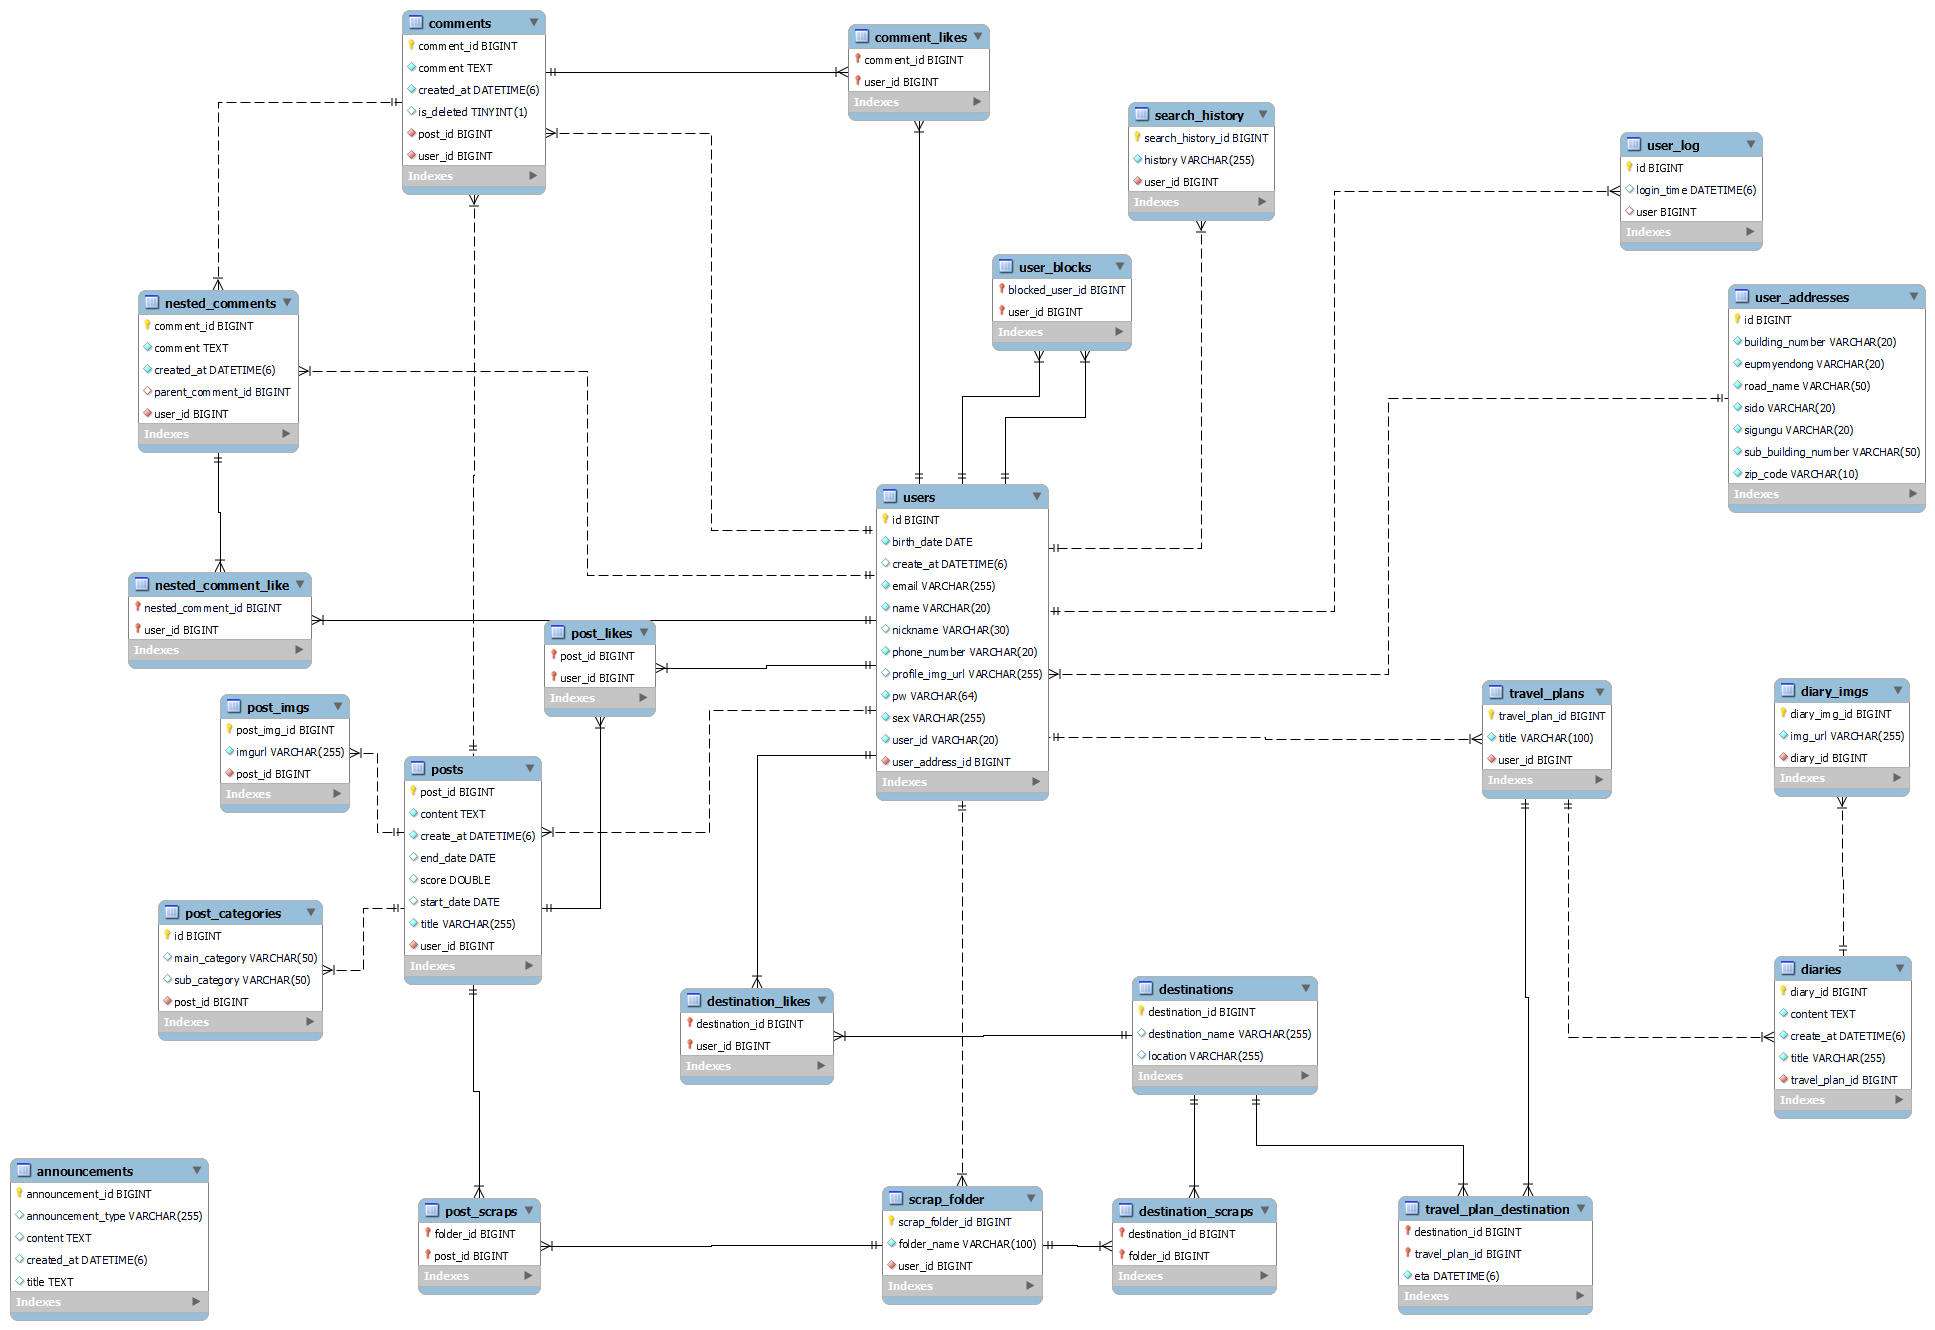 comments
comment_id BIGINT
comment TEXT
created_at DATETIME(6)
is_deleted TINYINT(1)
post_id BIGINT
user_id BIGINT
Indexes
comment_likes
comment_id BIGINT
user_id BIGINT
Indexes
search_history
search_history_id BIGINT
history VARCHAR(255)
user_id BIGINT
Indexes
user_log
id BIGINT
login_time DATETIME(6)
user BIGINT
Indexes
user_blocks
blocked_user_id BIGINT
user_id BIGINT
Indexes
user_addresses
id BIGINT
building_number VARCHAR(20)
eupmyendong VARCHAR(20)
road_name VARCHAR(50)
sido VARCHAR(20)
sigungu VARCHAR(20)
sub_building_number VARCHAR(50)
zip_code VARCHAR(10)
Indexes
nested_comments
comment_id BIGINT
comment TEXT
created_at DATETIME(6)
parent_comment_id BIGINT
user_id BIGINT
Indexes
users
id BIGINT
birth_date DATE
create_at DATETIME(6)
email VARCHAR(255)
name VARCHAR(20)
nickname VARCHAR(30)
phone_number VARCHAR(20)
profile_img_url VARCHAR(255)
pw VARCHAR(64)
sex VARCHAR(255)
user_id VARCHAR(20)
user_address_id BIGINT
Indexes
nested_comment_like
nested_comment_id BIGINT
user_id BIGINT
Indexes
post_likes
post_id BIGINT
user_id BIGINT
Indexes
post_imgs
post_img_id BIGINT
imgurl VARCHAR(255)
post_id BIGINT
Indexes
travel_plans
travel_plan_id BIGINT
title VARCHAR(100)
user_id BIGINT
Indexes
diary_imgs
diary_img_id BIGINT
img_url VARCHAR(255)
diary_id BIGINT
Indexes
posts
post_id BIGINT
content TEXT
create_at DATETIME(6)
end_date DATE
score DOUBLE
start_date DATE
title VARCHAR(255)
user_id BIGINT
Indexes
post_categories
id BIGINT
main_category VARCHAR(50)
sub_category VARCHAR(50)
post_id BIGINT
Indexes
destination_likes
destination_id BIGINT
user_id BIGINT
Indexes
destinations
destination_id BIGINT
destination_name VARCHAR(255)
location VARCHAR(255)
Indexes
diaries
diary_id BIGINT
content TEXT
create_at DATETIME(6)
title VARCHAR(255)
travel_plan_id BIGINT
Indexes
announcements
announcement_id BIGINT
announcement_type VARCHAR(255)
content TEXT
created_at DATETIME(6)
title TEXT
Indexes
post_scraps
folder_id BIGINT
post_id BIGINT
Indexes
scrap_folder
scrap_folder_id BIGINT
folder_name VARCHAR(100)
user_id BIGINT
Indexes
destination_scraps
destination_id BIGINT
folder_id BIGINT
Indexes
travel_plan_destination
destination_id BIGINT
travel_plan_id BIGINT
eta DATETIME(6)
Indexes